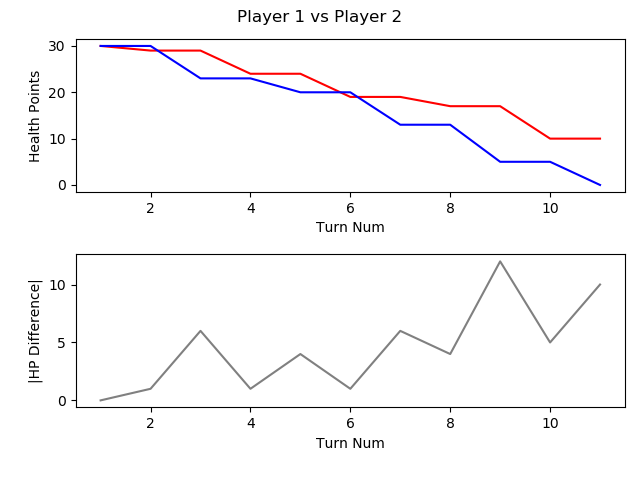 Player 1 vs Player 2
30
20
10
0
Health Points
2 4 6 8 10
Turn Num
10
5
0
|HP Difference|
2 4 6 8 10
Turn Num